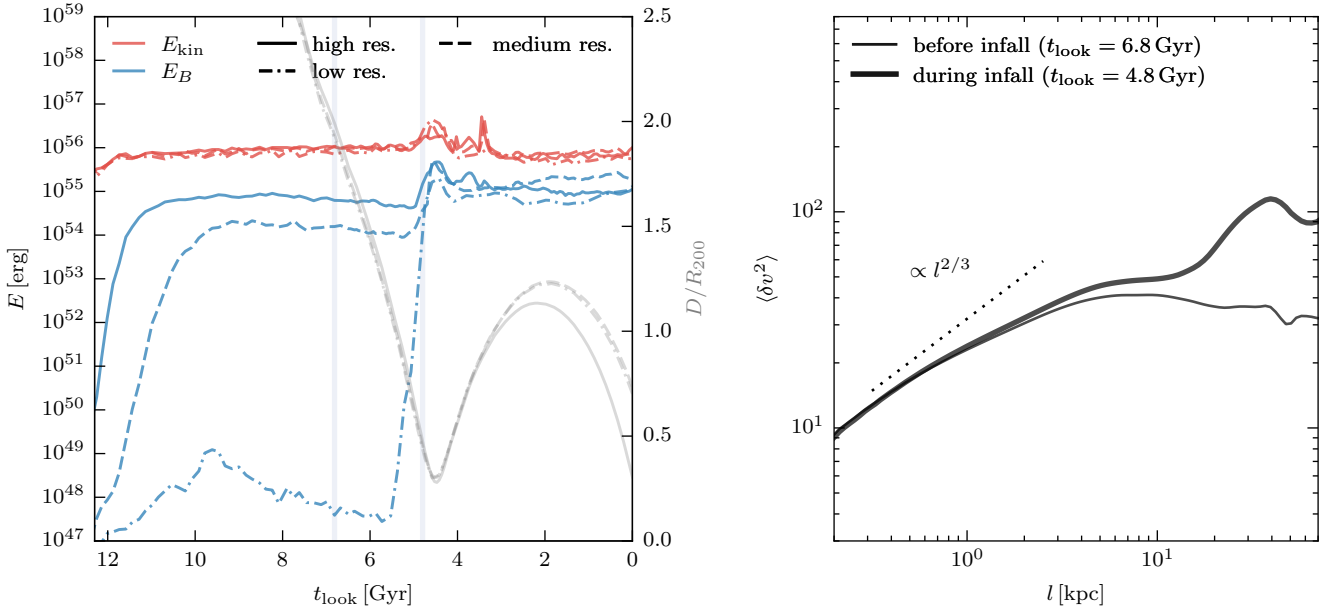 10^59
10^58
10^57
10^56
10^55
10^54
10^53
10^52
10^51
10^50
10^49
10^48
10^47
E [erg]
E_kin
E_B
high res.
low res.
medium res.
12
10
8
6
4
2
0
t_look [Gyr]
2.5
2.0
1.5
1.0
0.5
0.0
D/R_200
before infall (t_look = 6.8 Gyr)
during infall (t_look = 4.8 Gyr)
∝ l^{2/3}
10^2
10^1
⟨δv^2⟩
10^0
10^1
l [kpc]